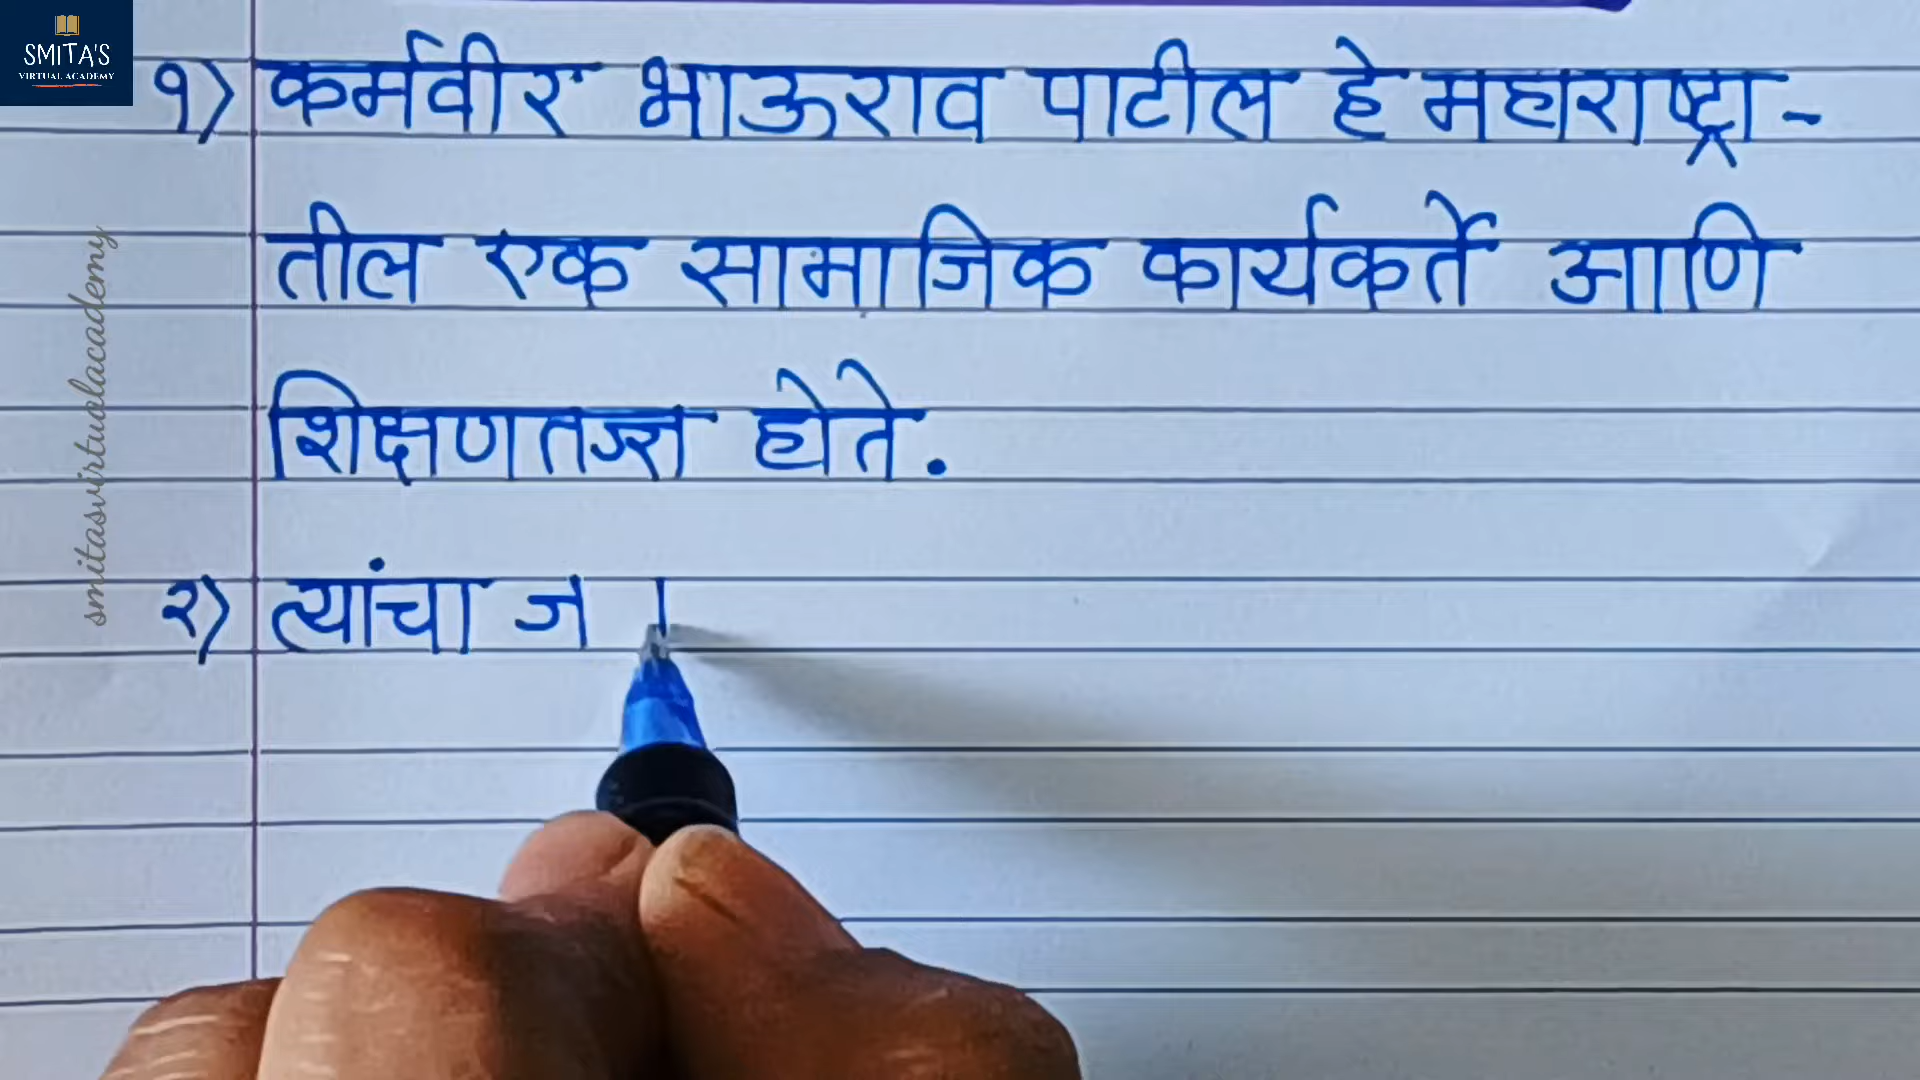 SMITA'S
VIRTUAL ACADEMY
smitasvirtualacademy
१) कर्मवीर भाऊराव पाटील हे महाराष्ट्रा-
तील एक सामाजिक कार्यकर्ते आणि
शिक्षणतज्ज्ञ होते.
२) त्यांचा ज